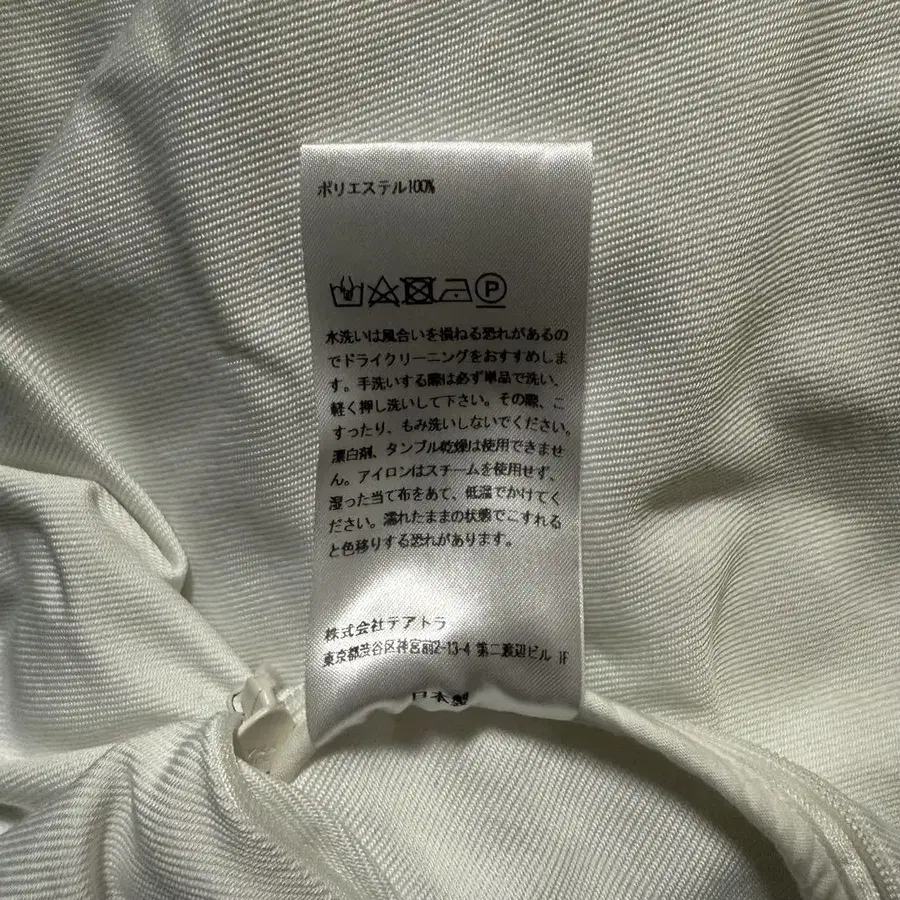 ポリエステル100%
P
水洗いは風合いを損ねる恐れがあるの
でドライクリーニングをおすすめしま
す。手洗いする際は必ず単品で洗い、
軽く押し洗いして下さい。その際、こ
すったり、もみ洗いしないでください。
漂白剤、タンブル乾燥は使用できませ
ん。アイロンはスチームを使用せず、
湿った当て布をあて、低温でかけてく
ださい。濡れたままの状態でこすれる
と色移りする恐れがあります。
株式会社テアトラ
東京都渋谷区神宮前2-13-4 第二渡辺ビル 1F
日本製